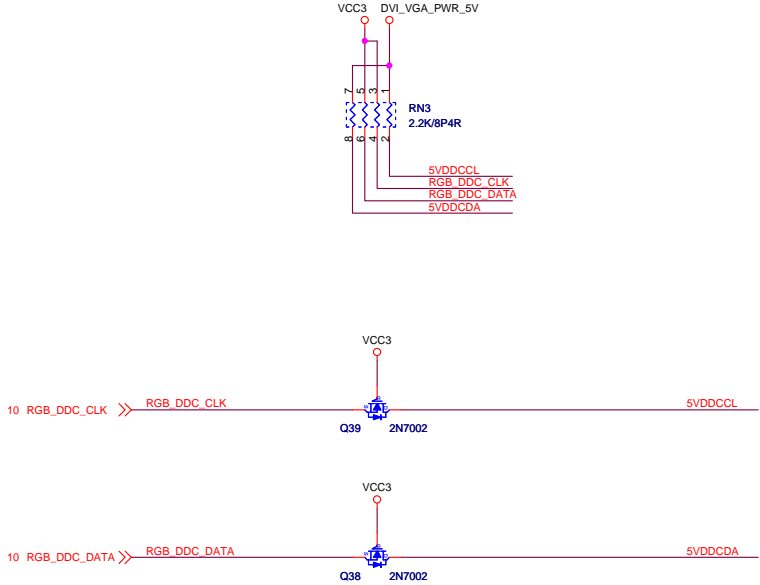 VCC3 DVI_VGA_PWR_5V
7 5 3 1
RN3
2.2K/8P4R
8 6 4 2
5VDDCCL
RGB_DDC_CLK
RGB_DDC_DATA
5VDDCDA
VCC3
10 RGB_DDC_CLK RGB_DDC_CLK 5VDDCCL
Q39 2N7002
VCC3
10 RGB_DDC_DATA RGB_DDC_DATA 5VDDCDA
Q38 2N7002